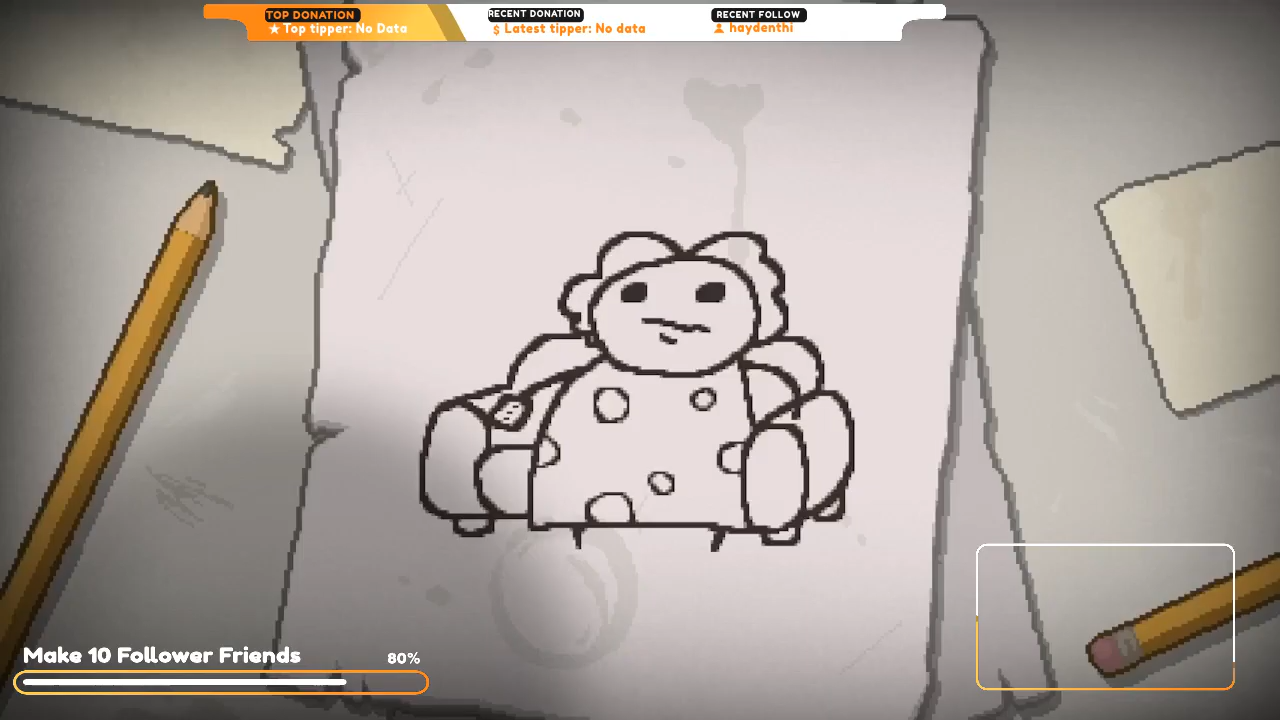 TOP DONATION
★ Top tipper: No Data
RECENT DONATION
$ Latest tipper: No data
RECENT FOLLOW
haydenthi
Make 10 Follower Friends
80%